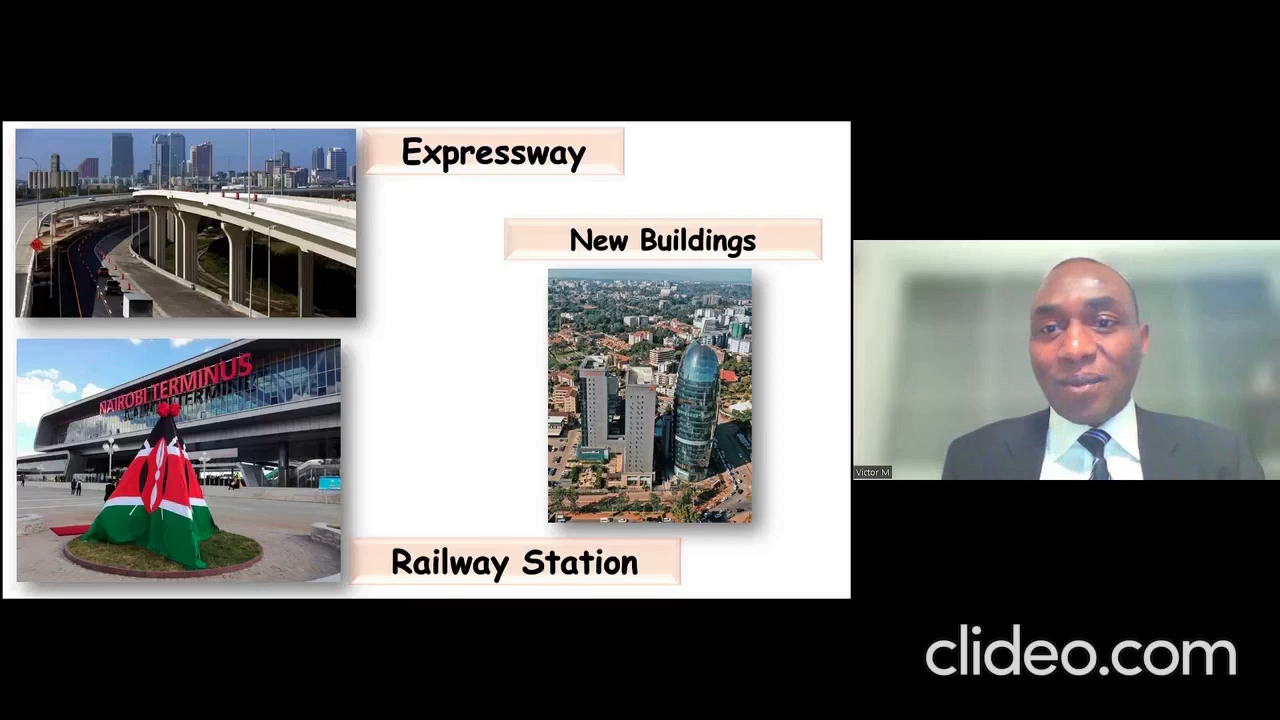 Expressway
New Buildings
NAIROBI TERMINUS
Railway Station
Victor M
clideo.com